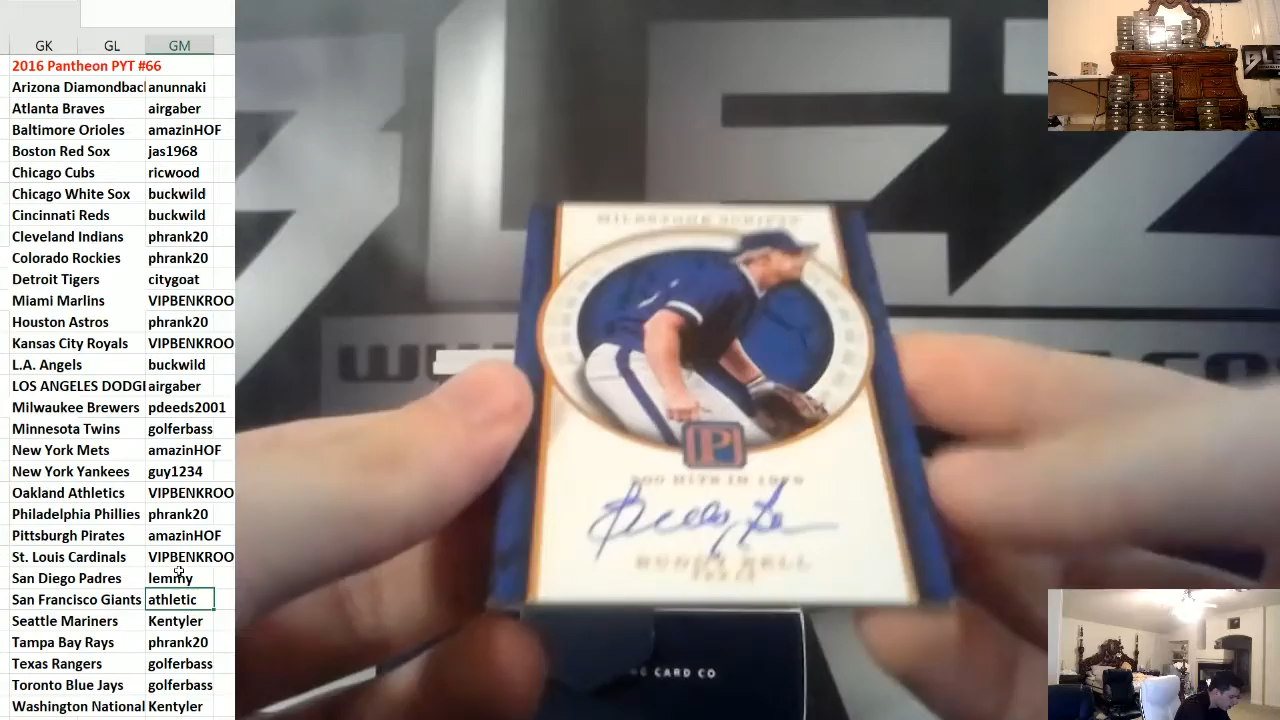 GK GL GM
2016 Pantheon PYT #66
Arizona Diamondbac anunnaki
Atlanta Braves airgaber
Baltimore Orioles amazinHOF
Boston Red Sox jas1968
Chicago Cubs ricwood
Chicago White Sox buckwild
Cincinnati Reds buckwild
Cleveland Indians phrank20
Colorado Rockies phrank20
Detroit Tigers citygoat
Miami Marlins VIPBENKROO
Houston Astros phrank20
Kansas City Royals VIPBENKROO
L.A. Angels buckwild
LOS ANGELES DODGI airgaber
Milwaukee Brewers pdeeds2001
Minnesota Twins golferbass
New York Mets amazinHOF
New York Yankees guy1234
Oakland Athletics VIPBENKROO
Philadelphia Phillies phrank20
Pittsburgh Pirates amazinHOF
St. Louis Cardinals VIPBENKROO
San Diego Padres lemmy
San Francisco Giants athletic
Seattle Mariners Kentyler
Tampa Bay Rays phrank20
Texas Rangers golferbass
Toronto Blue Jays golferbass
Washington National Kentyler
MILESTONE SCRIPTS
P
200 HITS IN 1979
BUDDY BELL
TEXAS
CARD CO